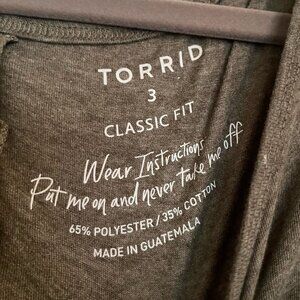 TORRID
3
CLASSIC FIT
Wear Instructions
Put me on and never take me off
65% POLYESTER / 35% COTTON
MADE IN GUATEMALA